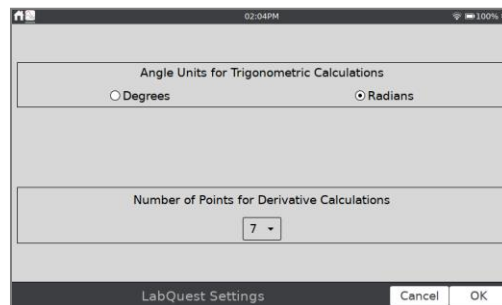 02:04PM 100%
Angle Units for Trigonometric Calculations
Degrees Radians
Number of Points for Derivative Calculations
7
LabQuest Settings Cancel OK